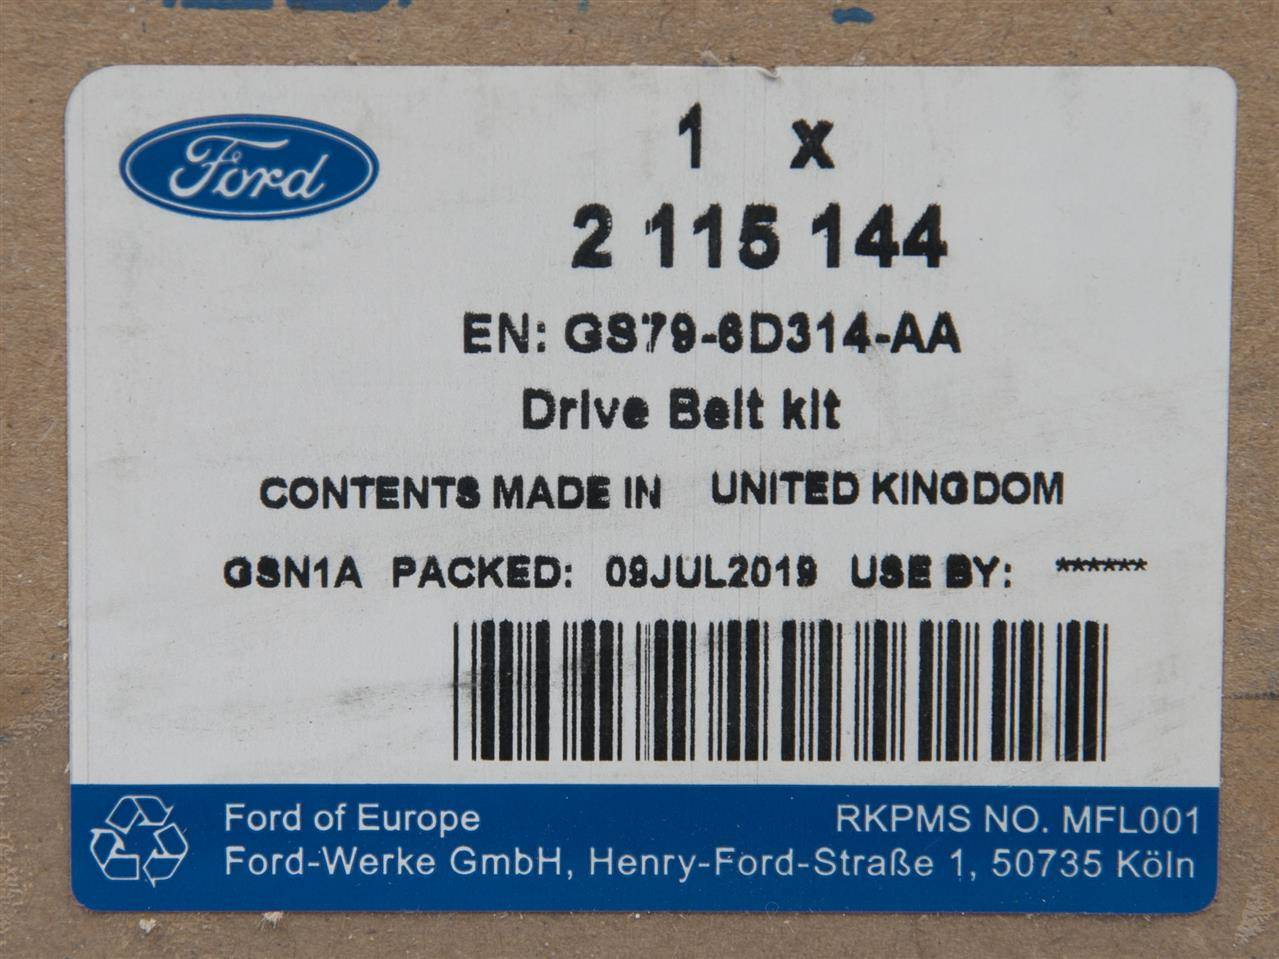 Ford
1 x
2 115 144
EN: GS79-6D314-AA
Drive Belt kit
CONTENTS MADE IN UNITED KINGDOM
GSN1A PACKED: 09JUL2019 USE BY: ******
Ford of Europe
RKPMS NO. MFL001
Ford-Werke GmbH, Henry-Ford-Straße 1, 50735 Köln